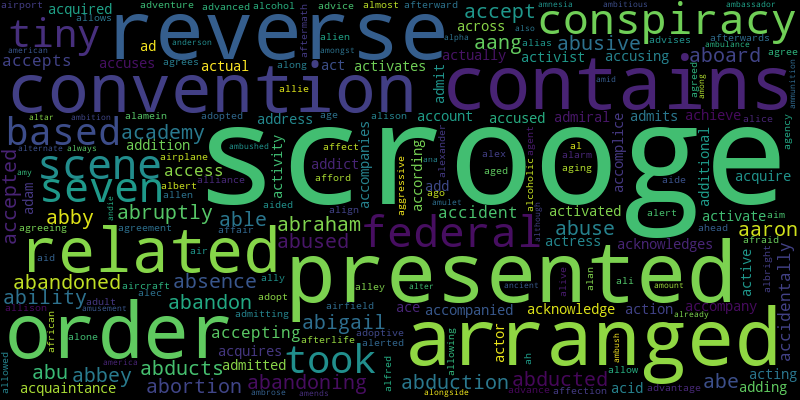 airport adventure advanced alcohol advice almost afterward amnesia ambitious ambassador
tiny acquired allows reverse aftermath alpha also accept conspiracy
ad anderson alien amongst across alias advises afterwards agree ambulance
accepts american accuses agrees along aang abusive aboard
actual act activates actually activist accusing amid agreed among ammunition
convention allie admit contains
altar ambition alamein adopted age alison address account accused admiral admits achieve alice
based academy
alternate always addition ambushed affect according alexander agent alex al alarm accomplice additional agency
scene airplane access activity accompanies scrooge
amy albert alliance addict aggressive ana add alcoholic aged aging aide acquire
accepted adam seven allen aided afford ago amulet alert
andie align
abby abruptly able abraham accident activated activate aim
agreeing agreement affair abused federal abuse although actress acknowledges ahead afraid aaron
related
aid air ally alley presented alive alan ali amount active albright accidentally
abandoned absence
aircraft adopt alter ancient
ability adult alec abandon airfield ace accompanied acknowledge action accompany
allison african amusement admitting abigail already
order alone accepting afterlife adoptive alerted allowing actor ambush arranged
abu abducts acquires admitted took ah
allowed america alfred abduction abducted allow abe acting
acquaintance abbey abortion abandoning acid adding
ambrose amends alongside advance affection advantage